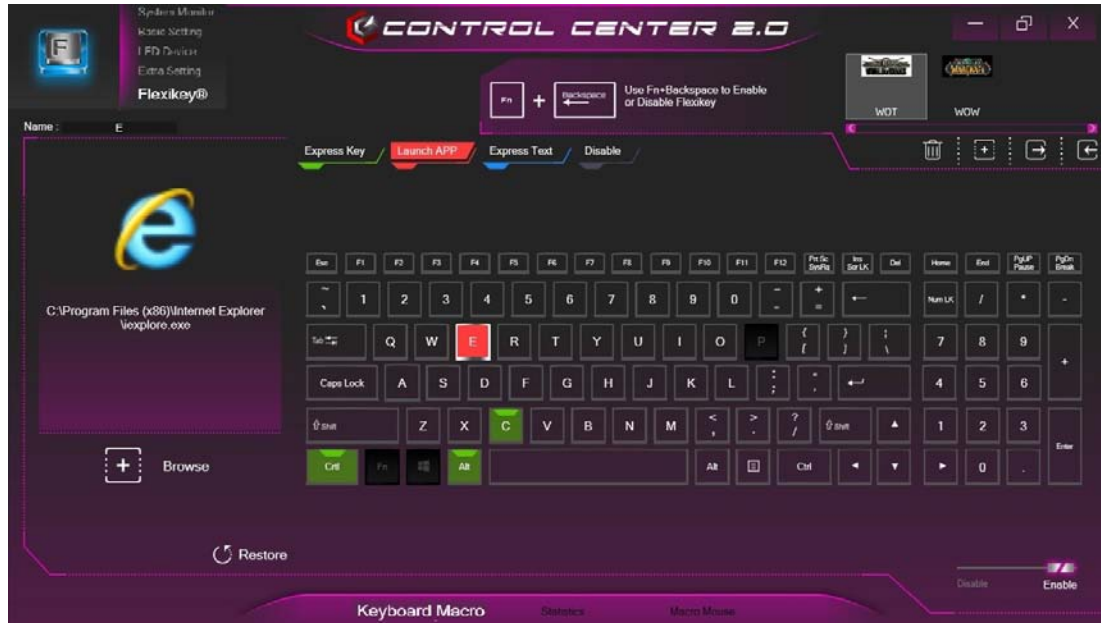 System Monitor
Basic Setting
LED Device
Extra Setting
Flexikey®
CONTROL CENTER 2.0
Fn + Backspace
Use Fn+Backspace to Enable
or Disable Flexikey
WOT WOW
Name : E
Express Key Launch APP Express Text Disable
C:\Program Files (x86)\Internet Explorer
\iexplore.exe
Browse
Restore
Esc F1 F2 F3 F4 F5 F6 F7 F8 F9 F10 F11 F12 Prt Sc SysRq Ins Scr LK Del Home End PgUP Pause PgDn Break
~ ` 1 2 3 4 5 6 7 8 9 0 - - + = ← Num LK / * -
Tab Q W E R T Y U I O P { [ } ] ¦ \ 7 8 9 +
Caps Lock A S D F G H J K L : ; " ' 4 5 6
Shift Z X C V B N M < , > . ? / Shift 1 2 3 Enter
Crtl Fn Alt Alt Ctrl 0 .
Disable Enable
Keyboard Macro Statistics Macro Mouse